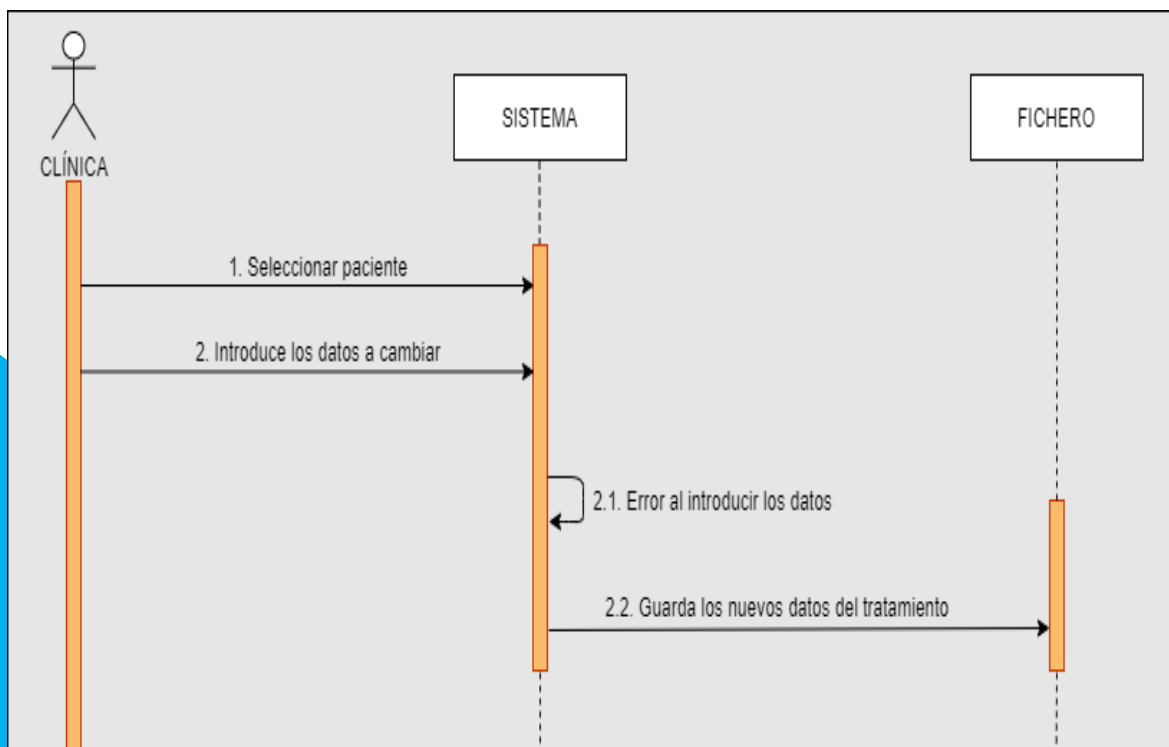 SISTEMA
FICHERO
CLÍNICA
1. Seleccionar paciente
2. Introduce los datos a cambiar
2.1. Error al introducir los datos
2.2. Guarda los nuevos datos del tratamiento